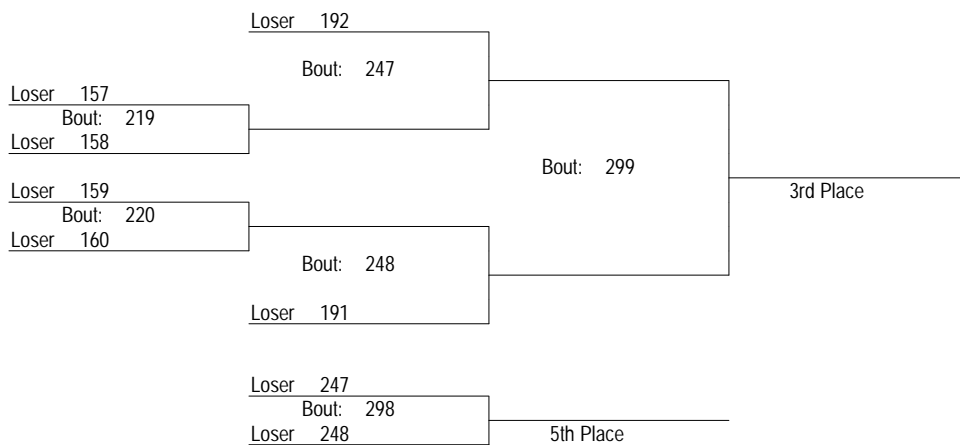 Loser 192
Bout: 247
Loser 157
Bout: 219
Loser 158
Bout: 299
Loser 159
3rd Place
Bout: 220
Loser 160
Bout: 248
Loser 191
Loser 247
Bout: 298
Loser 248
5th Place